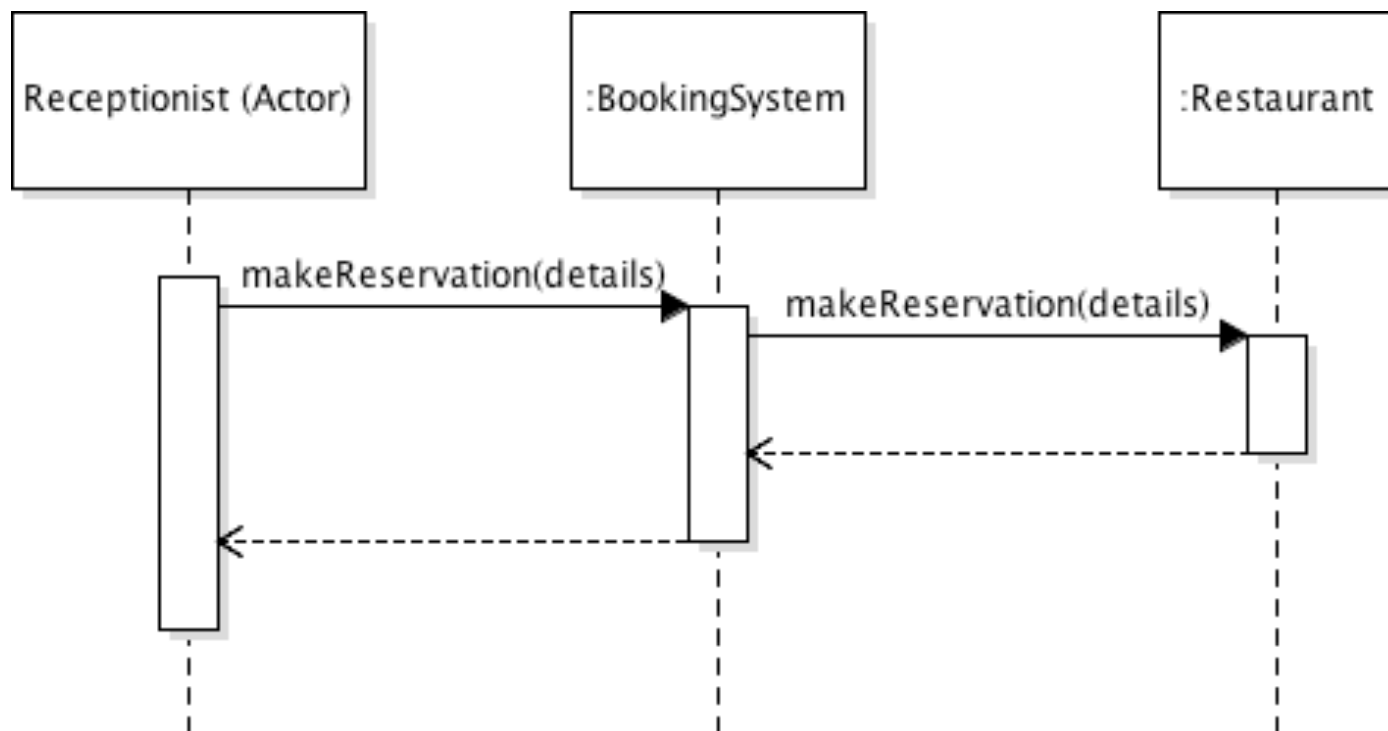 Receptionist (Actor)
:BookingSystem
:Restaurant
makeReservation(details)
makeReservation(details)